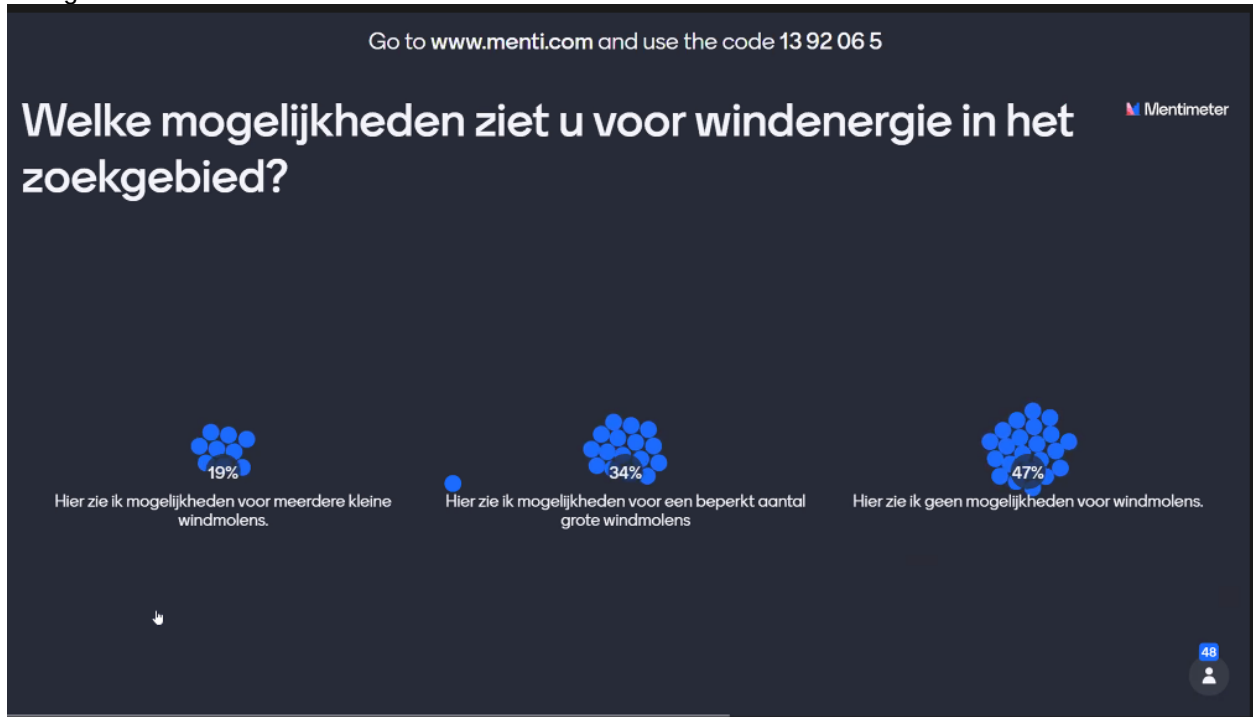 Go to www.menti.com and use the code 13 92 06 5
Welke mogelijkheden ziet u voor windenergie in het
zoekgebied?
Mentimeter
19%
Hier zie ik mogelijkheden voor meerdere kleine
windmolens.
34%
Hier zie ik mogelijkheden voor een beperkt aantal
grote windmolens
47%
Hier zie ik geen mogelijkheden voor windmolens.
48